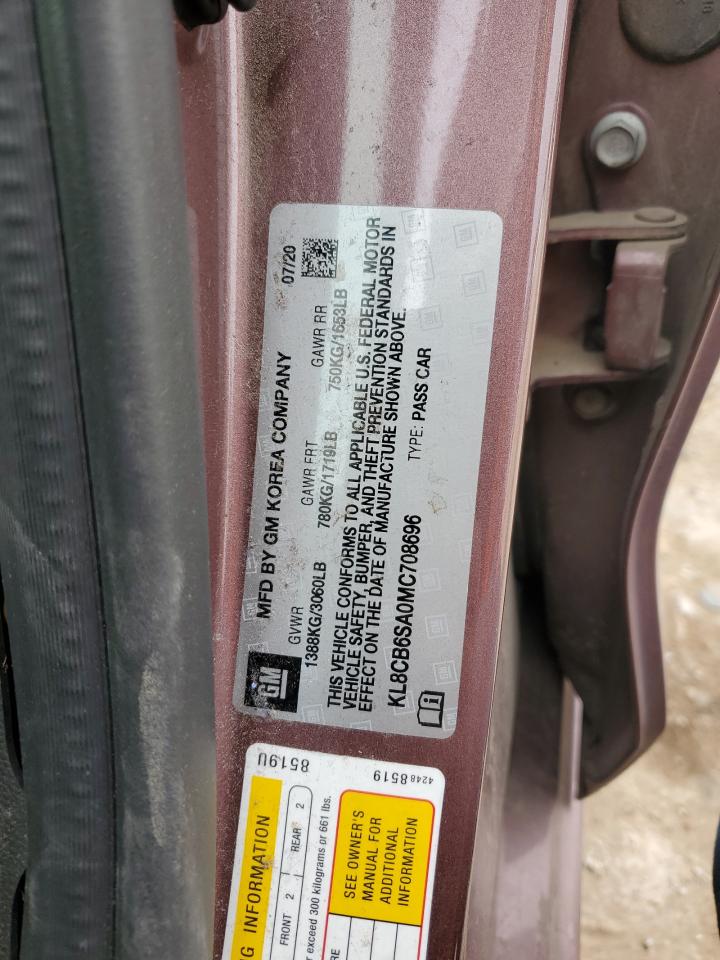 MFD BY GM KOREA COMPANY
07/20
GVWR
GAWR FRT
GAWR RR
1388KG/3060LB
780KG/1719LB
750KG/1653LB
THIS VEHICLE CONFORMS TO ALL APPLICABLE U.S. FEDERAL MOTOR
VEHICLE SAFETY, BUMPER, AND THEFT PREVENTION STANDARDS IN
EFFECT ON THE DATE OF MANUFACTURE SHOWN ABOVE.
KL8CB6SA0MC708696
TYPE: PASS CAR
GM
8519U
4248 8519
INFORMATION
FRONT 2
REAR 2
exceed 300 kilograms or 661 lbs.
SEE OWNER'S
MANUAL FOR
ADDITIONAL
INFORMATION